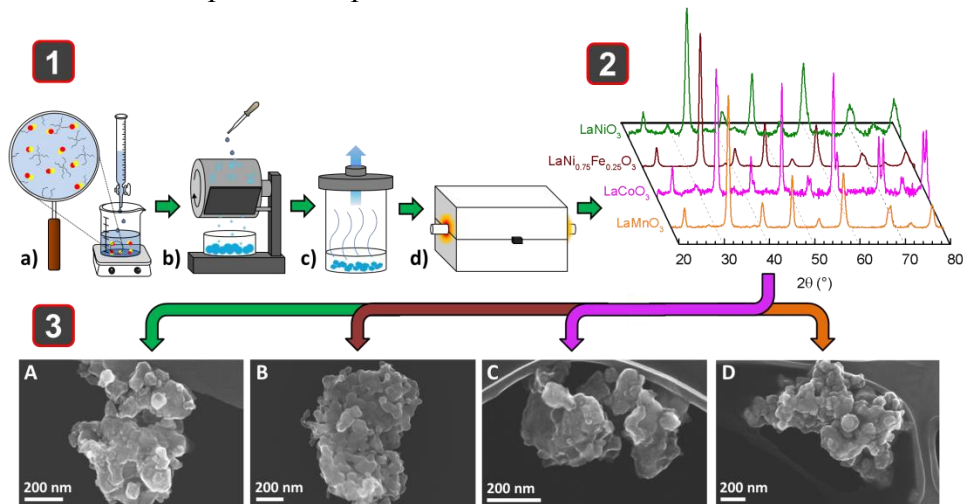 1
2
a)
b)
c)
d)
LaNiO3
LaNi0.75Fe0.25O3
LaCoO3
LaMnO3
20 30 40 50 60 70 80
2θ (°)
3
A
B
C
D
200 nm
200 nm
200 nm
200 nm